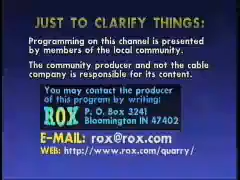 JUST TO CLARIFY THINGS:
Programming on this channel is presented
by members of the local community.
The community producer and not the cable
company is responsible for its content.
You may contact the producer
of this program by writing:
ROX P. O. Box 3241
Bloomington IN 47402
E-MAIL: rox@rox.com
WEB: http://www.rox.com/quarry/